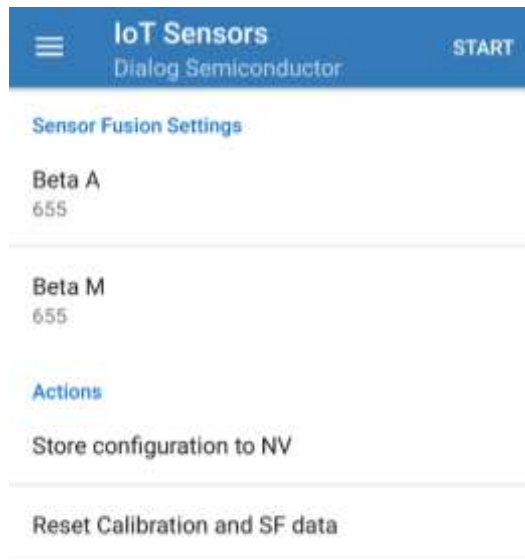 IoT Sensors
START
Dialog Semiconductor
Sensor Fusion Settings
Beta A
655
Beta M
655
Actions
Store configuration to NV
Reset Calibration and SF data